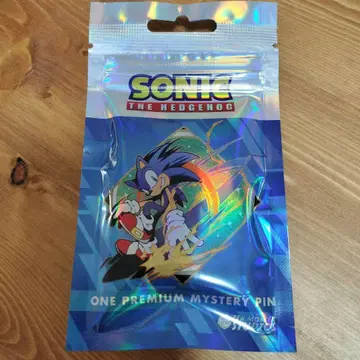 SONIC
THE HEDGEHOG
ONE PREMIUM MYSTERY PIN